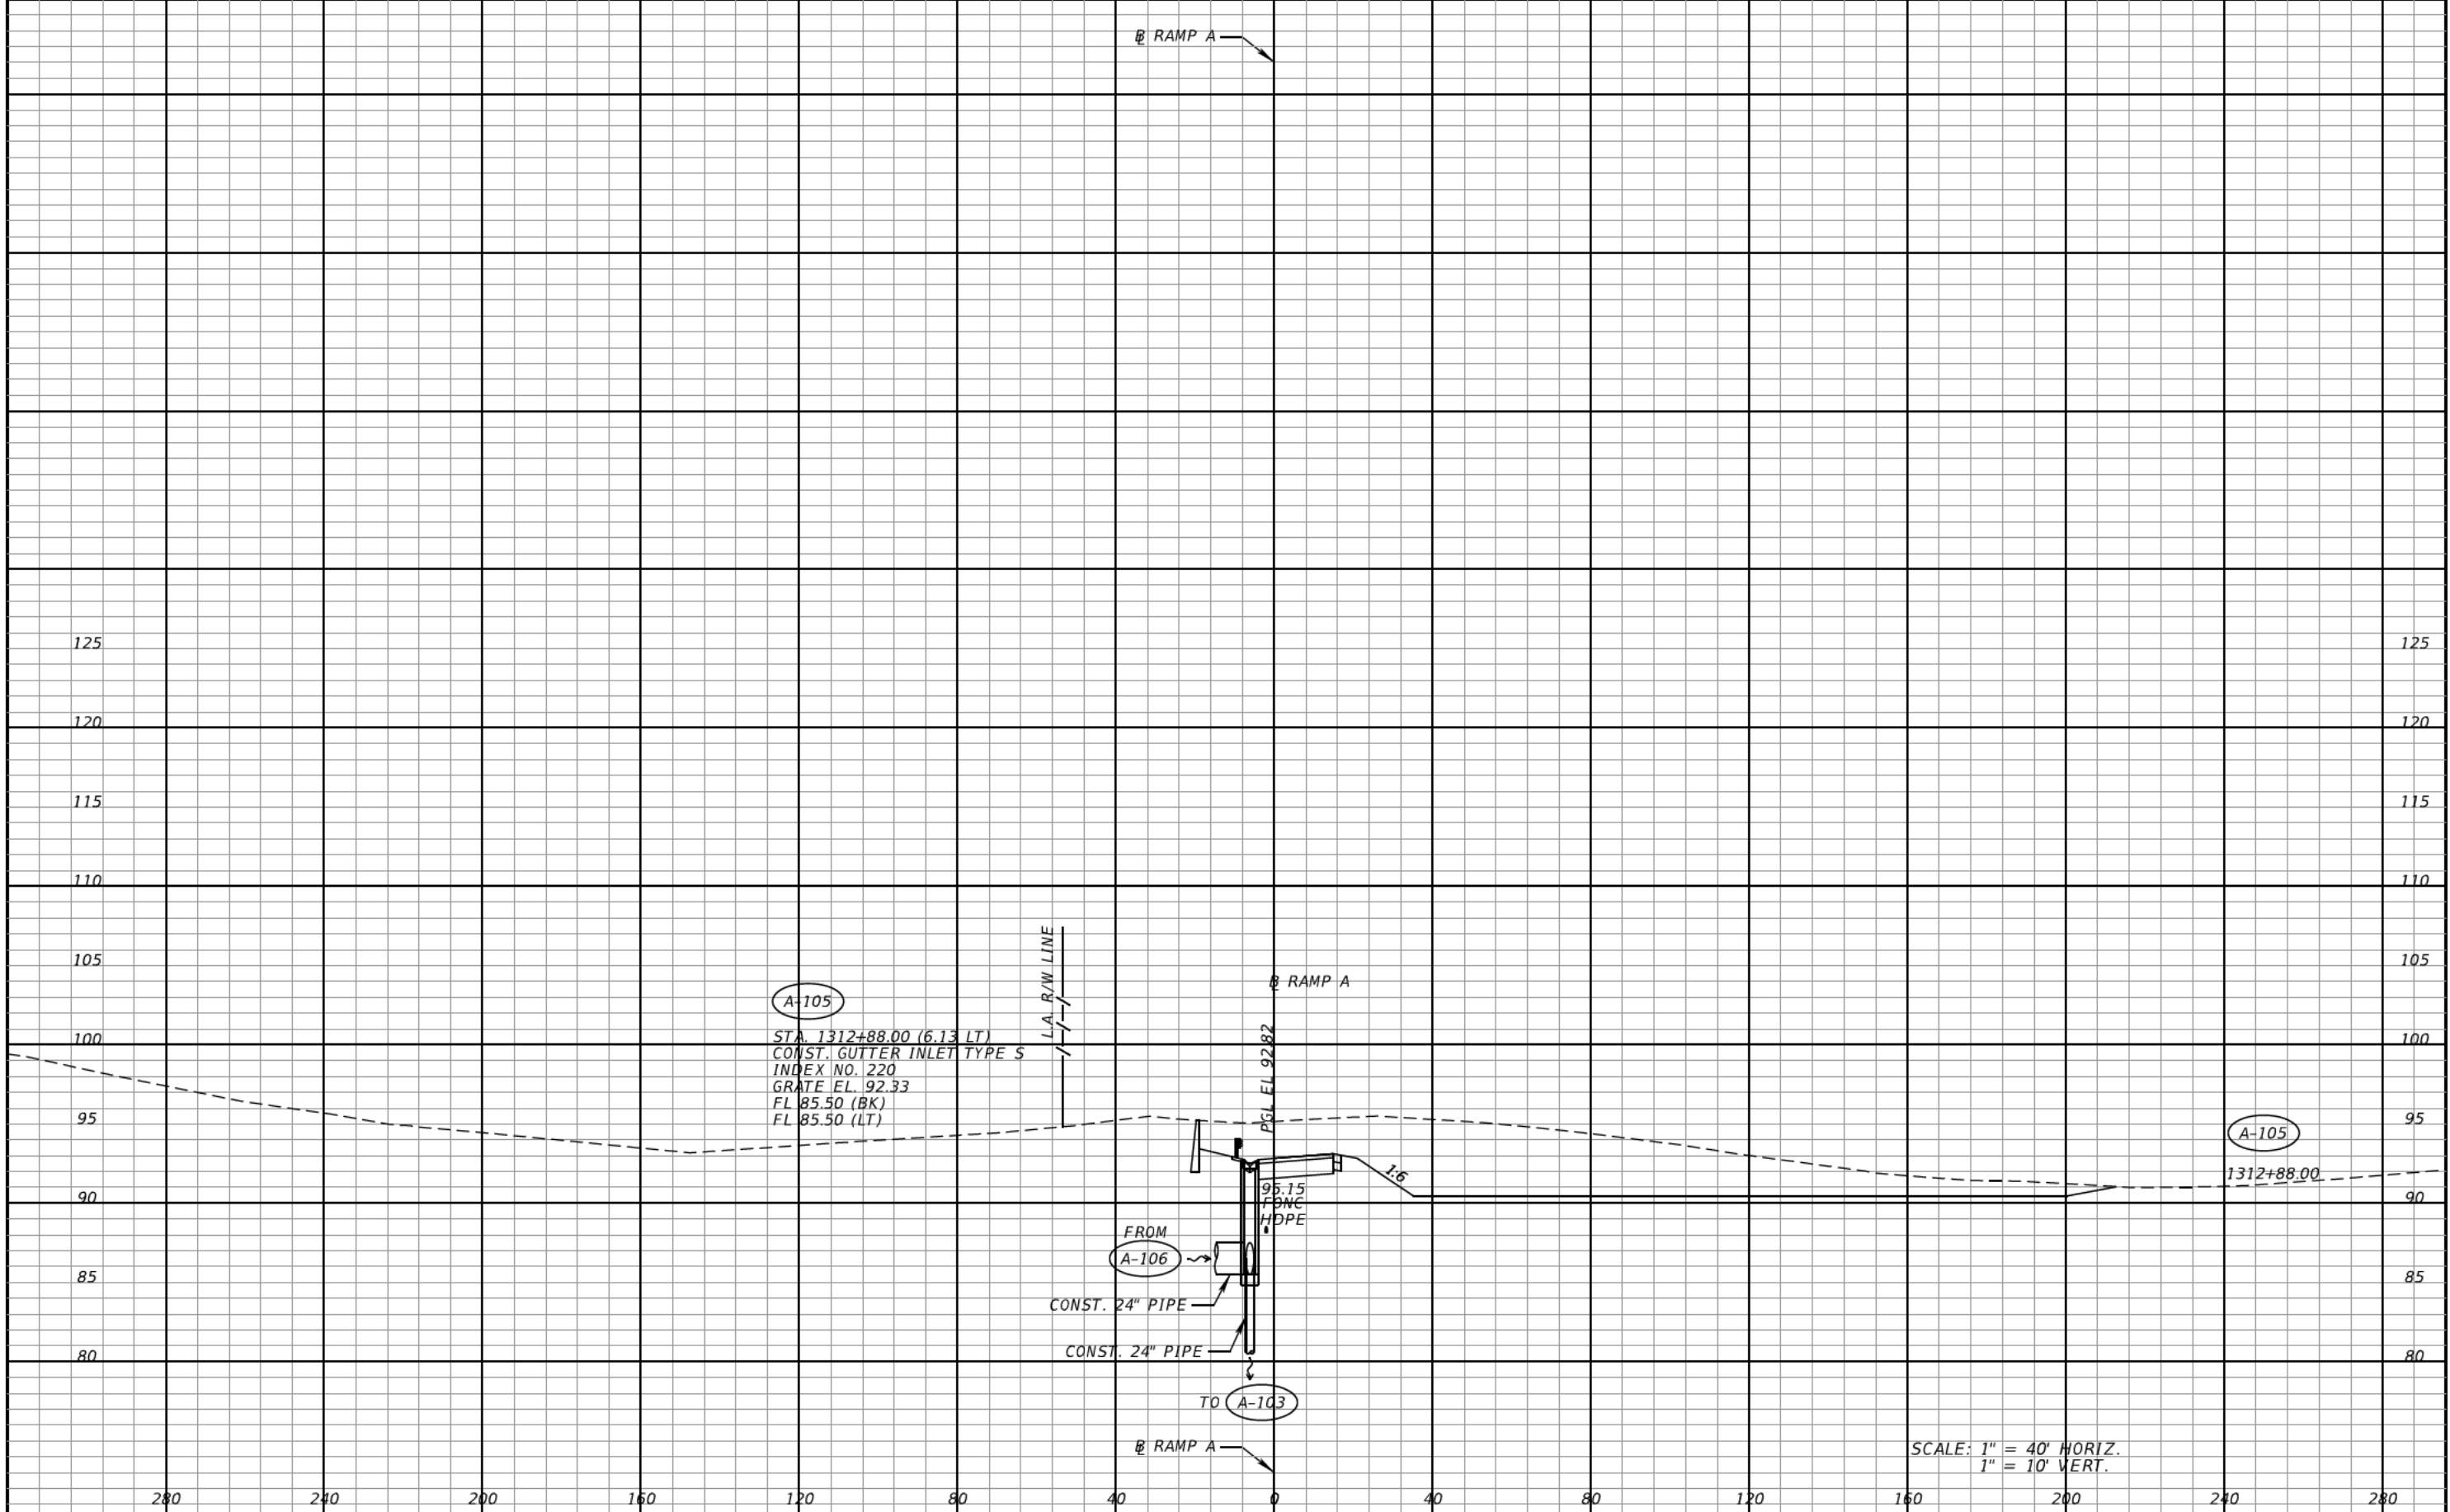 ℄ RAMP A
125 125
120 120
115 115
110 110
105 105
L.A. R/W LINE
RAMP A
A-105
100 100
STA. 1312+88.00 (6.13 LT)
CONST. GUTTER INLET TYPE S
INDEX NO. 220
GRATE EL. 92.33
FL 85.50 (BK)
FL 85.50 (LT)
PGL EL 92.82
95 95
A-105
1312+88.00
1:6
90 90
95.15
HDPE
FROM
A-106
85 85
CONST. 24" PIPE
CONST. 24" PIPE
80 80
TO A-103
RAMP A
SCALE: 1" = 40' HORIZ.
1" = 10' VERT.
280 240 200 160 120 80 40 0 40 80 120 160 200 240 280